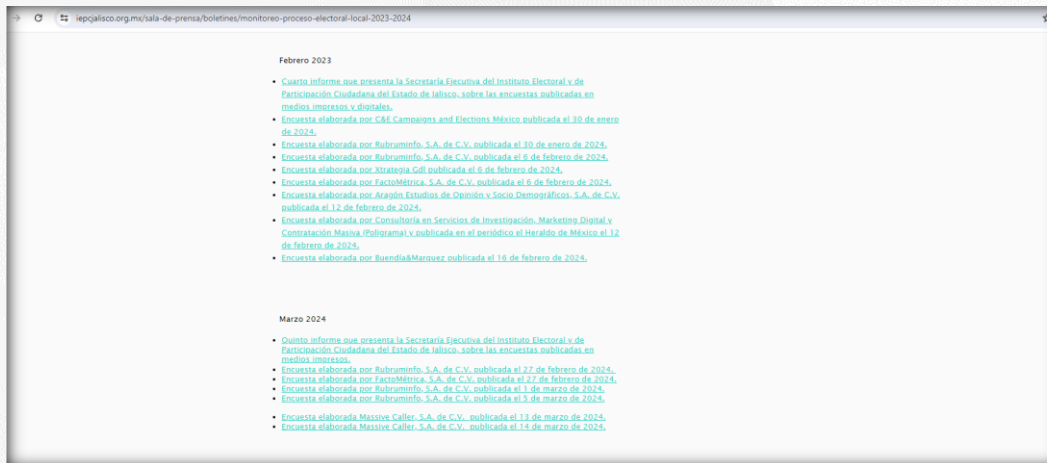 iepcjalisco.org.mx/sala-de-prensa/boletines/monitoreo-proceso-electoral-local-2023-2024
Febrero 2023
Cuarto informe que presenta la Secretaría Ejecutiva del Instituto Electoral y de
Participación Ciudadana del Estado de Jalisco, sobre las encuestas publicadas en
medios impresos y digitales.
Encuesta elaborada por C&E Campaigns and Elections México publicada el 30 de enero
de 2024.
Encuesta elaborada por Rubruminfo, S.A. de C.V. publicada el 30 de enero de 2024.
Encuesta elaborada por Rubruminfo, S.A. de C.V. publicada el 6 de febrero de 2024.
Encuesta elaborada por Xtrategia Gdl publicada el 6 de febrero de 2024.
Encuesta elaborada por FactoMétrica, S.A. de C.V. publicada el 6 de febrero de 2024.
Encuesta elaborada por Aragón Estudios de Opinión y Socio Demográficos, S.A. de C.V.
publicada el 12 de febrero de 2024.
Encuesta elaborada por Consultoría en Servicios de Investigación, Marketing Digital y
Contratación Masiva (Poligrama) y publicada en el periódico el Heraldo de México el 12
de febrero de 2024.
Encuesta elaborada por Buendía&Marquez publicada el 16 de febrero de 2024.
Marzo 2024
Quinto informe que presenta la Secretaría Ejecutiva del Instituto Electoral y de
Participación Ciudadana del Estado de Jalisco, sobre las encuestas publicadas en
medios impresos.
Encuesta elaborada por Rubruminfo, S.A. de C.V. publicada el 27 de febrero de 2024.
Encuesta elaborada por FactoMétrica, S.A. de C.V. publicada el 27 de febrero de 2024.
Encuesta elaborada por Rubruminfo, S.A. de C.V. publicada el 1 de marzo de 2024.
Encuesta elaborada por Rubruminfo, S.A. de C.V. publicada el 5 de marzo de 2024.
Encuesta elaborada Massive Caller, S.A. de C.V. publicada el 13 de marzo de 2024.
Encuesta elaborada Massive Caller, S.A. de C.V. publicada el 14 de marzo de 2024.